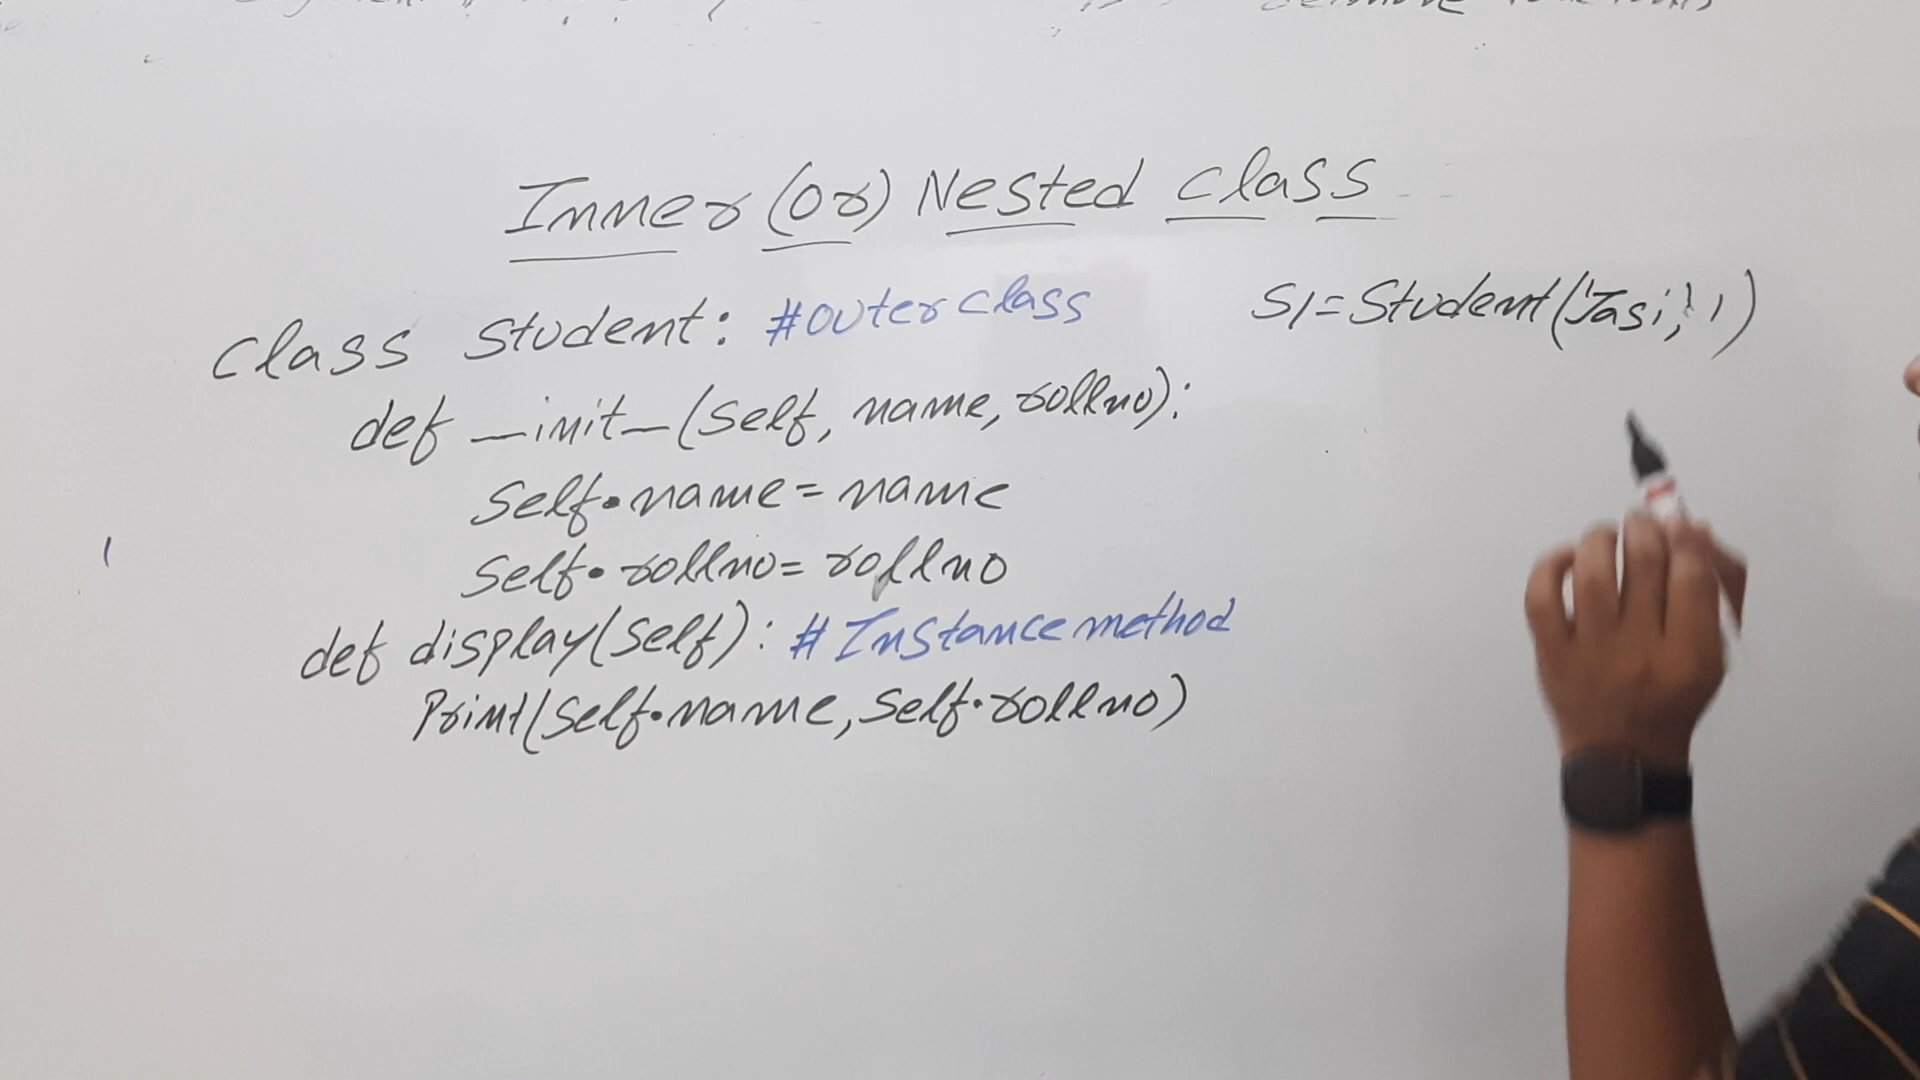 Inner (or) Nested class
class Student: #outer class
def _init_(self, name, rollno):
self.name = name
self.rollno = rollno
def display(self): # Instance method
Print(self.name, self.rollno)
S1 = Student('Jasi', 1)